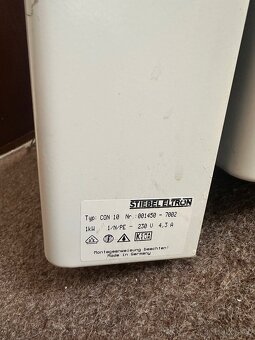 STIEBEL ELTRON
Typ: CON 10 Nr.: 001450 - 7002
1kW 1/N/PE ~ 230 V 4,3 A
Montageanweisung beachten!
Made in Germany